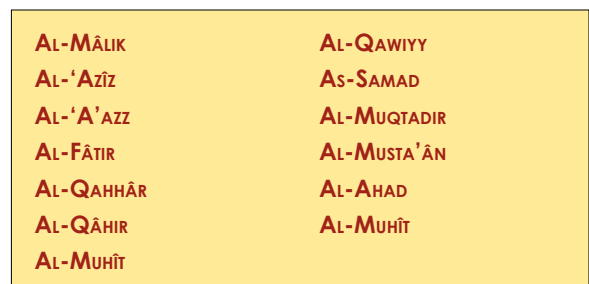 AL-MÂLIK
AL-‘AZÎZ
AL-‘A’AZZ
AL-FÂTIR
AL-QAHHÂR
AL-QÂHIR
AL-MUHÎT
AL-QAWIYY
AS-SAMAD
AL-MUQTADIR
AL-MUSTA’ÂN
AL-AHAD
AL-MUHÎT